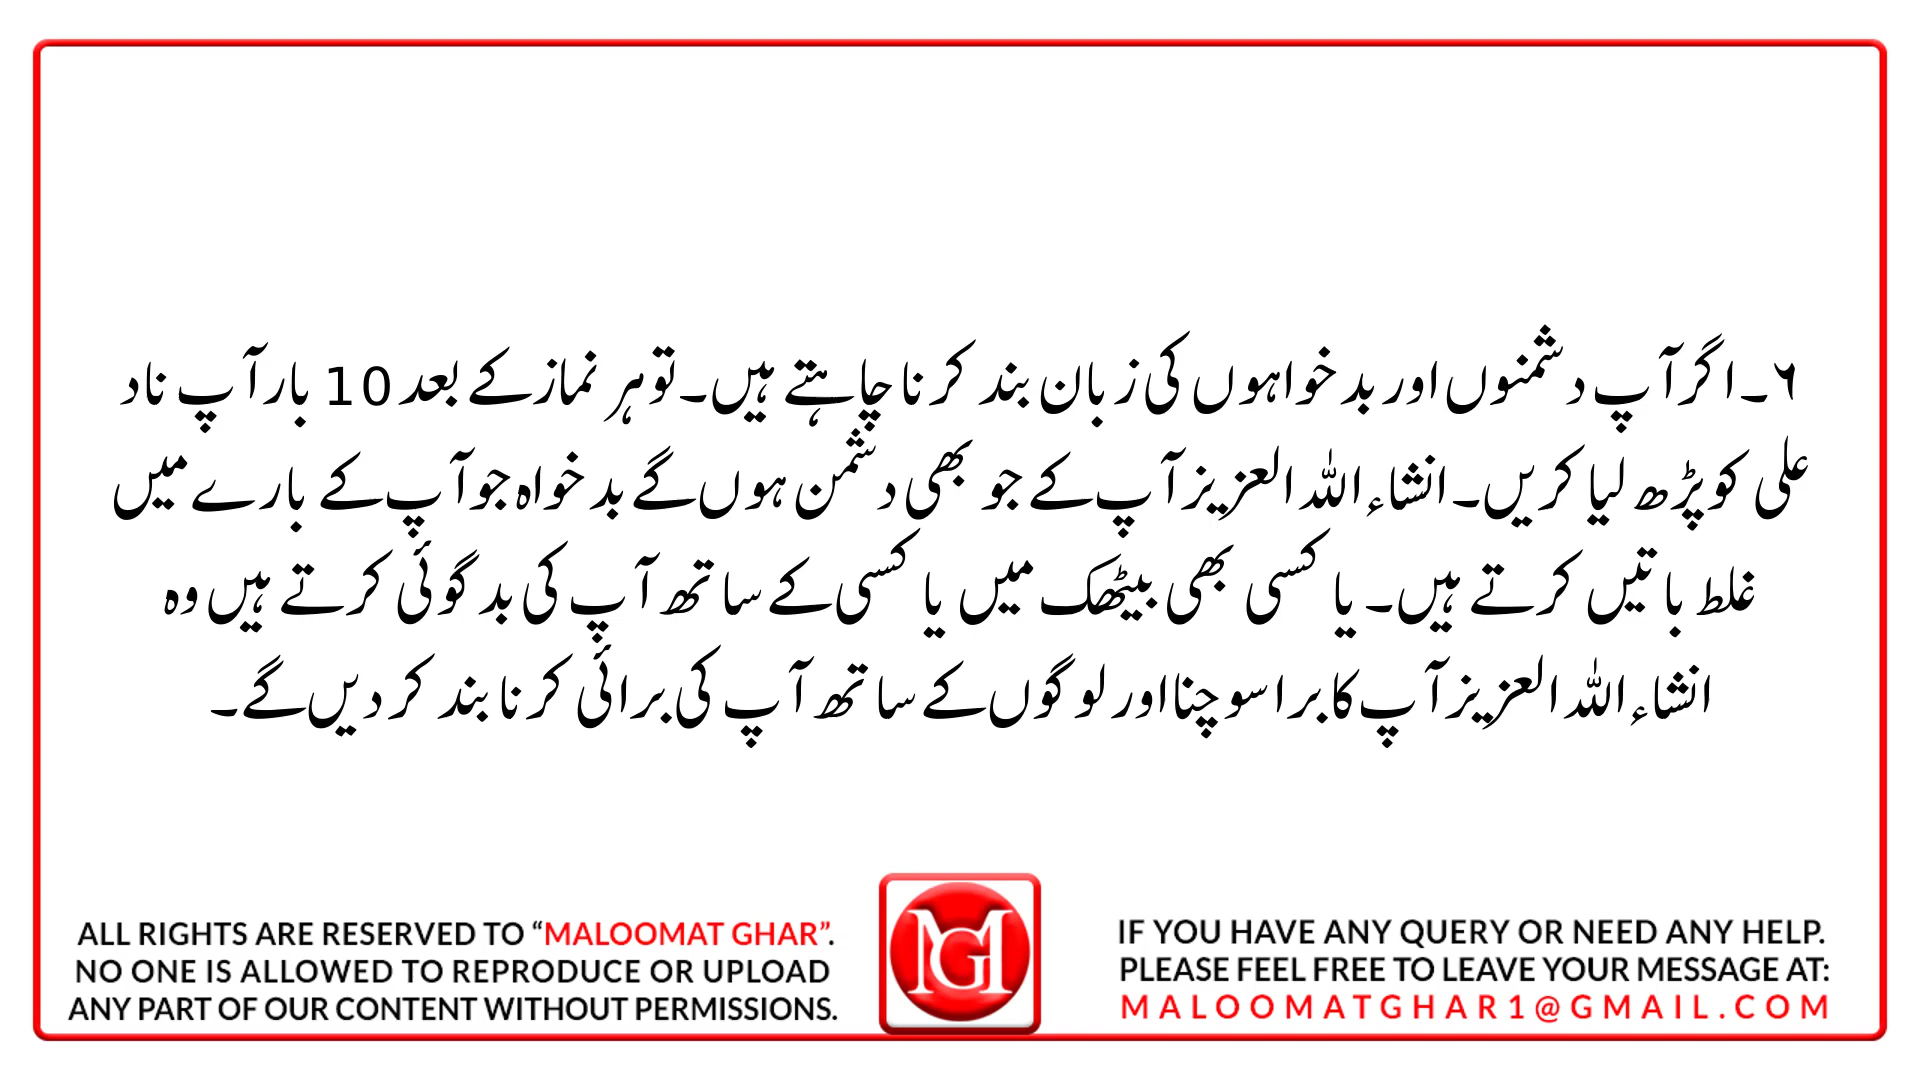 ۶۔اگر آپ دشمنوں اور بدخواہوں کی زبان بند کرنا چاہتے ہیں۔تو ہر نماز کے بعد 10 بار آپ ناد
علی کو پڑھ لیا کریں۔انشاءاللہ العزیز آپ کے جو بھی دشمن ہوں گے بدخواہ جو آپ کے بارے میں
غلط باتیں کرتے ہیں۔ یا کسی بھی بیٹھک میں یا کسی کے ساتھ آپ کی بدگوئی کرتے ہیں وہ
انشاءاللہ العزیز آپ کا برا سوچنا اور لوگوں کے ساتھ آپ کی برائی کرنا بند کر دیں گے۔
ALL RIGHTS ARE RESERVED TO “MALOOMAT GHAR”.
NO ONE IS ALLOWED TO REPRODUCE OR UPLOAD
ANY PART OF OUR CONTENT WITHOUT PERMISSIONS.
MG
IF YOU HAVE ANY QUERY OR NEED ANY HELP.
PLEASE FEEL FREE TO LEAVE YOUR MESSAGE AT:
MALOOMATGHAR1@GMAIL.COM